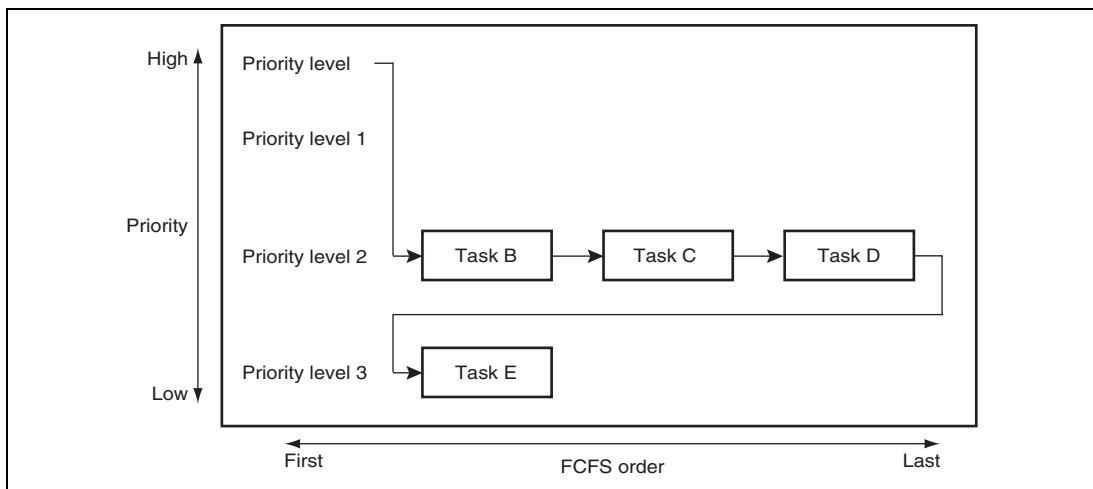 High
Priority level
Priority level 1
Priority
Priority level 2
Task B
Task C
Task D
Priority level 3
Task E
Low
First
FCFS order
Last